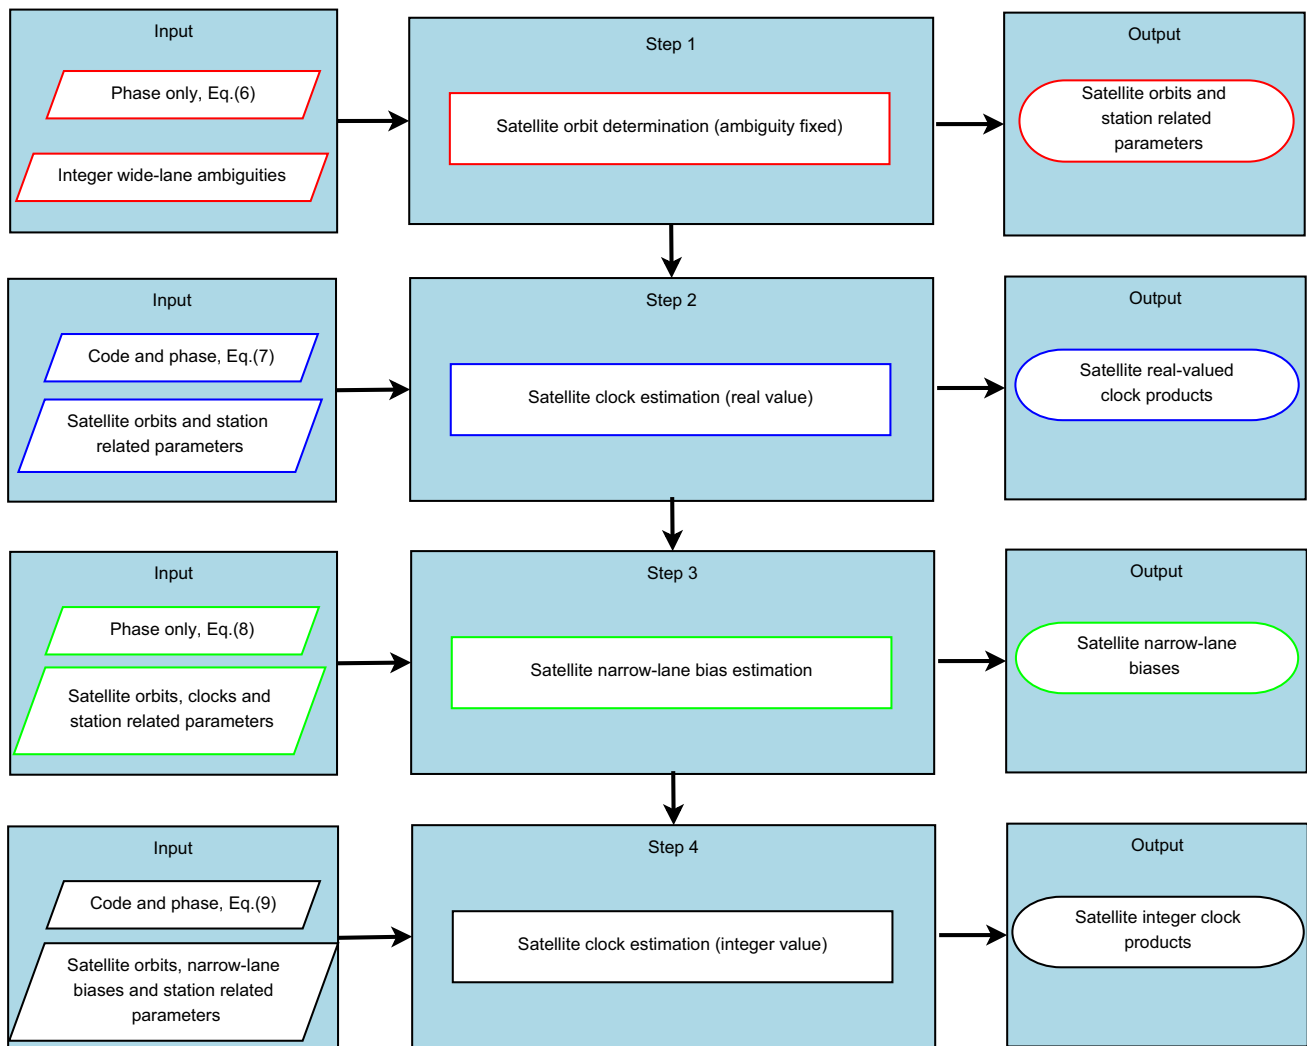 Input
Phase only, Eq.(6)
Integer wide-lane ambiguities
Step 1
Satellite orbit determination (ambiguity fixed)
Output
Satellite orbits and
station related
parameters
Input
Code and phase, Eq.(7)
Satellite orbits and station
related parameters
Step 2
Satellite clock estimation (real value)
Output
Satellite real-valued
clock products
Input
Phase only, Eq.(8)
Satellite orbits, clocks and
station related parameters
Step 3
Satellite narrow-lane bias estimation
Output
Satellite narrow-lane
biases
Input
Code and phase, Eq.(9)
Satellite orbits, narrow-lane
biases and station related
parameters
Step 4
Satellite clock estimation (integer value)
Output
Satellite integer clock
products